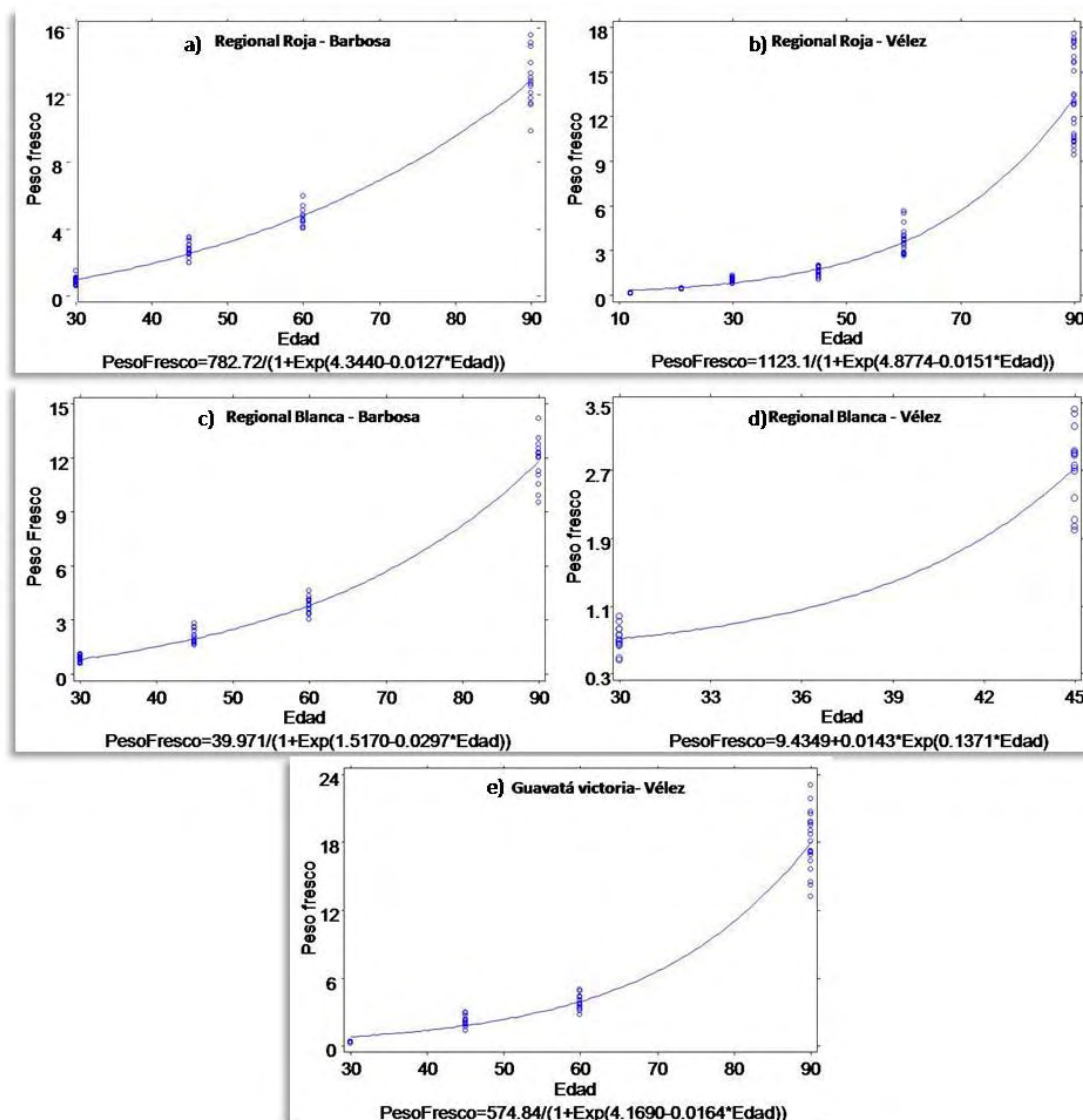 a) Regional Roja - Barbosa
Peso fresco
16
12
8
4
0
30 40 50 60 70 80 90
Edad
PesoFresco=782.72/(1+Exp(4.3440-0.0127*Edad))
b) Regional Roja - Vélez
Peso fresco
18
15
12
9
6
3
0
10 30 50 70 90
Edad
PesoFresco=1123.1/(1+Exp(4.8774-0.0151*Edad))
c) Regional Blanca - Barbosa
Peso Fresco
15
12
9
6
3
0
30 40 50 60 70 80 90
Edad
PesoFresco=39.971/(1+Exp(1.5170-0.0297*Edad))
d) Regional Blanca - Vélez
Peso fresco
3.5
2.7
1.9
1.1
0.3
30 33 36 39 42 45
Edad
PesoFresco=9.4349+0.0143*Exp(0.1371*Edad)
e) Guavatá victoria- Vélez
Peso fresco
24
18
12
6
0
30 40 50 60 70 80 90
Edad
PesoFresco=574.84/(1+Exp(4.1690-0.0164*Edad))